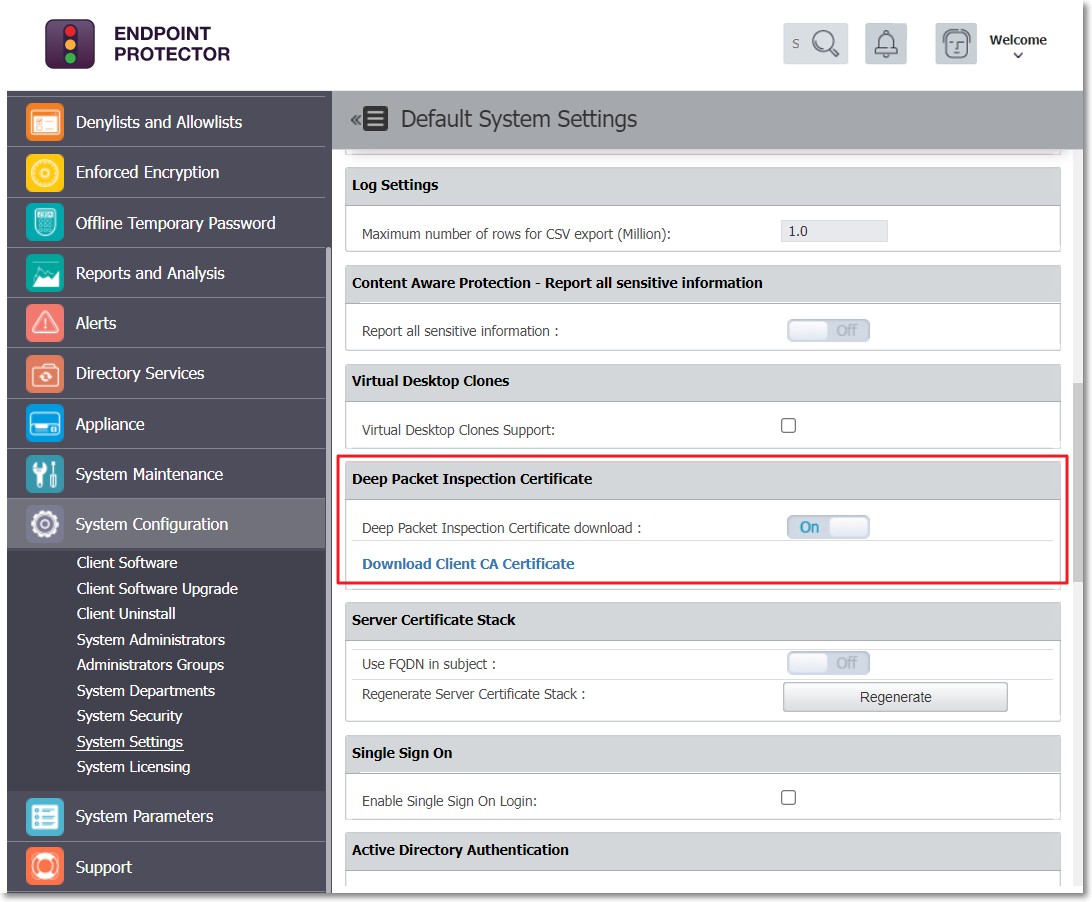 ENDPOINT
PROTECTOR
S
Welcome
Denylists and Allowlists
Enforced Encryption
Offline Temporary Password
Reports and Analysis
Alerts
Directory Services
Appliance
System Maintenance
System Configuration
Client Software
Client Software Upgrade
Client Uninstall
System Administrators
Administrators Groups
System Departments
System Security
System Settings
System Licensing
System Parameters
Support
« Default System Settings
Log Settings
Maximum number of rows for CSV export (Million): 1.0
Content Aware Protection - Report all sensitive information
Report all sensitive information : Off
Virtual Desktop Clones
Virtual Desktop Clones Support:
Deep Packet Inspection Certificate
Deep Packet Inspection Certificate download : On
Download Client CA Certificate
Server Certificate Stack
Use FQDN in subject : Off
Regenerate Server Certificate Stack : Regenerate
Single Sign On
Enable Single Sign On Login:
Active Directory Authentication